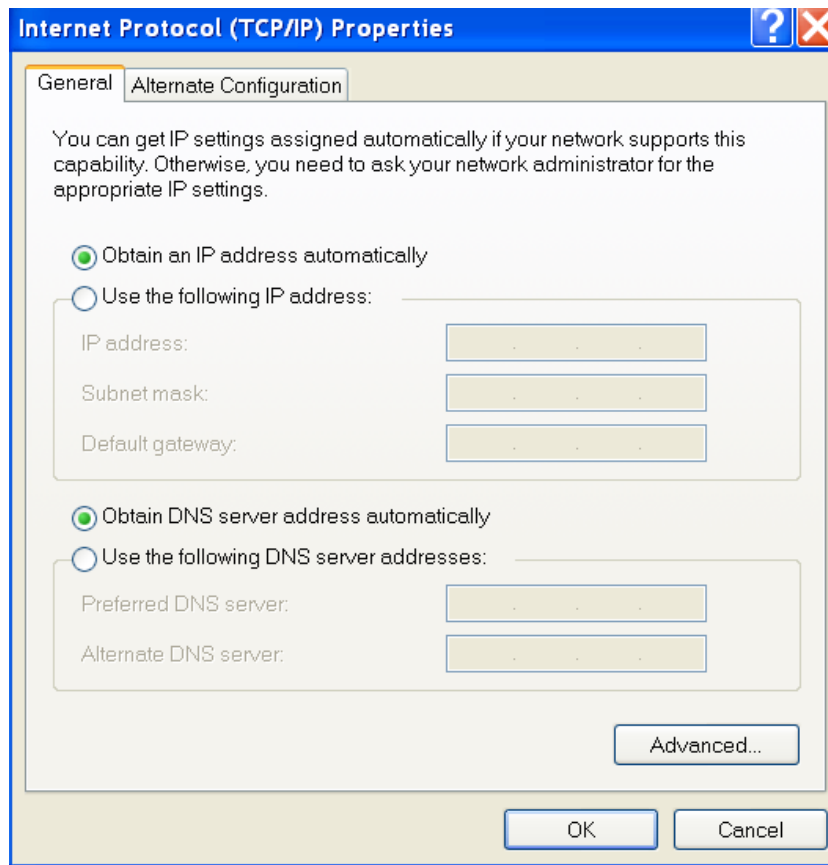 Internet Protocol (TCP/IP) Properties
General
Alternate Configuration
You can get IP settings assigned automatically if your network supports this
capability. Otherwise, you need to ask your network administrator for the
appropriate IP settings.
Obtain an IP address automatically
Use the following IP address:
IP address:
Subnet mask:
Default gateway:
Obtain DNS server address automatically
Use the following DNS server addresses:
Preferred DNS server:
Alternate DNS server:
Advanced...
OK
Cancel